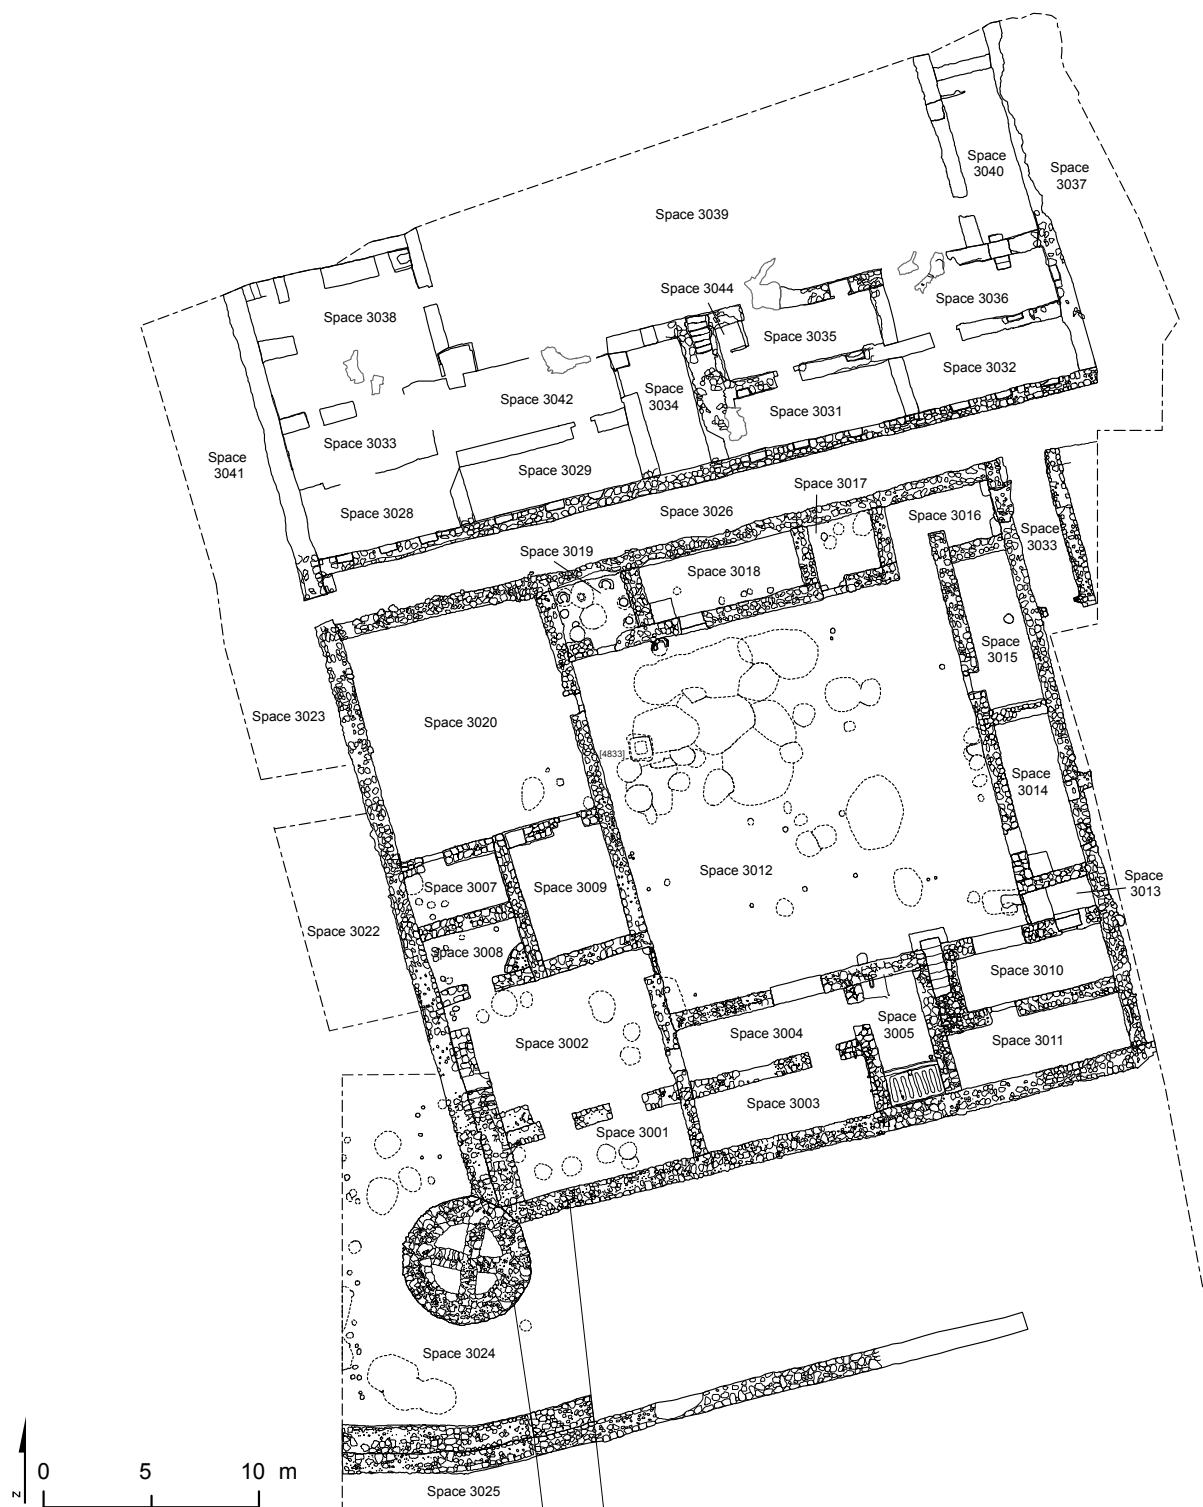 Space
3040
Space
3037
Space 3039
Space 3044
Space 3036
Space 3038
Space 3035
Space 3032
Space 3042
Space
3034
Space 3031
Space 3033
Space
3041
Space 3029
Space 3017
Space 3028
Space 3026
Space 3016
Space
3033
Space 3019
Space 3018
Space
3015
Space 3023
Space 3020
[4833]
Space
3014
Space 3012
Space
3013
Space 3007
Space 3009
Space 3022
Space 3008
Space 3010
Space
3005
Space 3004
Space 3002
Space 3011
Space 3003
Space 3001
Space 3024
N
0 5 10 m
Space 3025